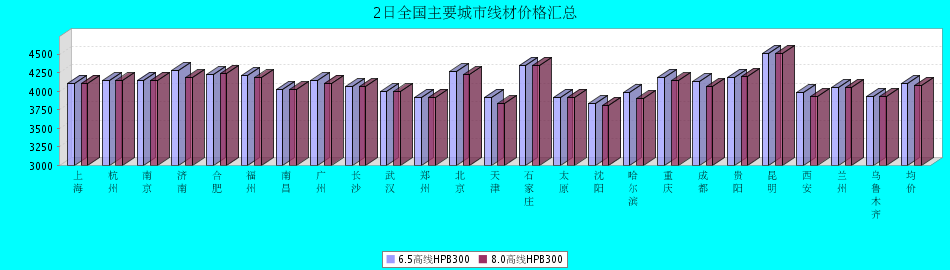 2日全国主要城市线材价格汇总
4500
4250
4000
3750
3500
3250
3000
上海 杭州 南京 济南 合肥 福州 南昌 广州 长沙 武汉 郑州 北京 天津 石家庄 太原 沈阳 哈尔滨 重庆 成都 贵阳 昆明 西安 兰州 乌鲁木齐 均价
6.5高线HPB300 8.0高线HPB300